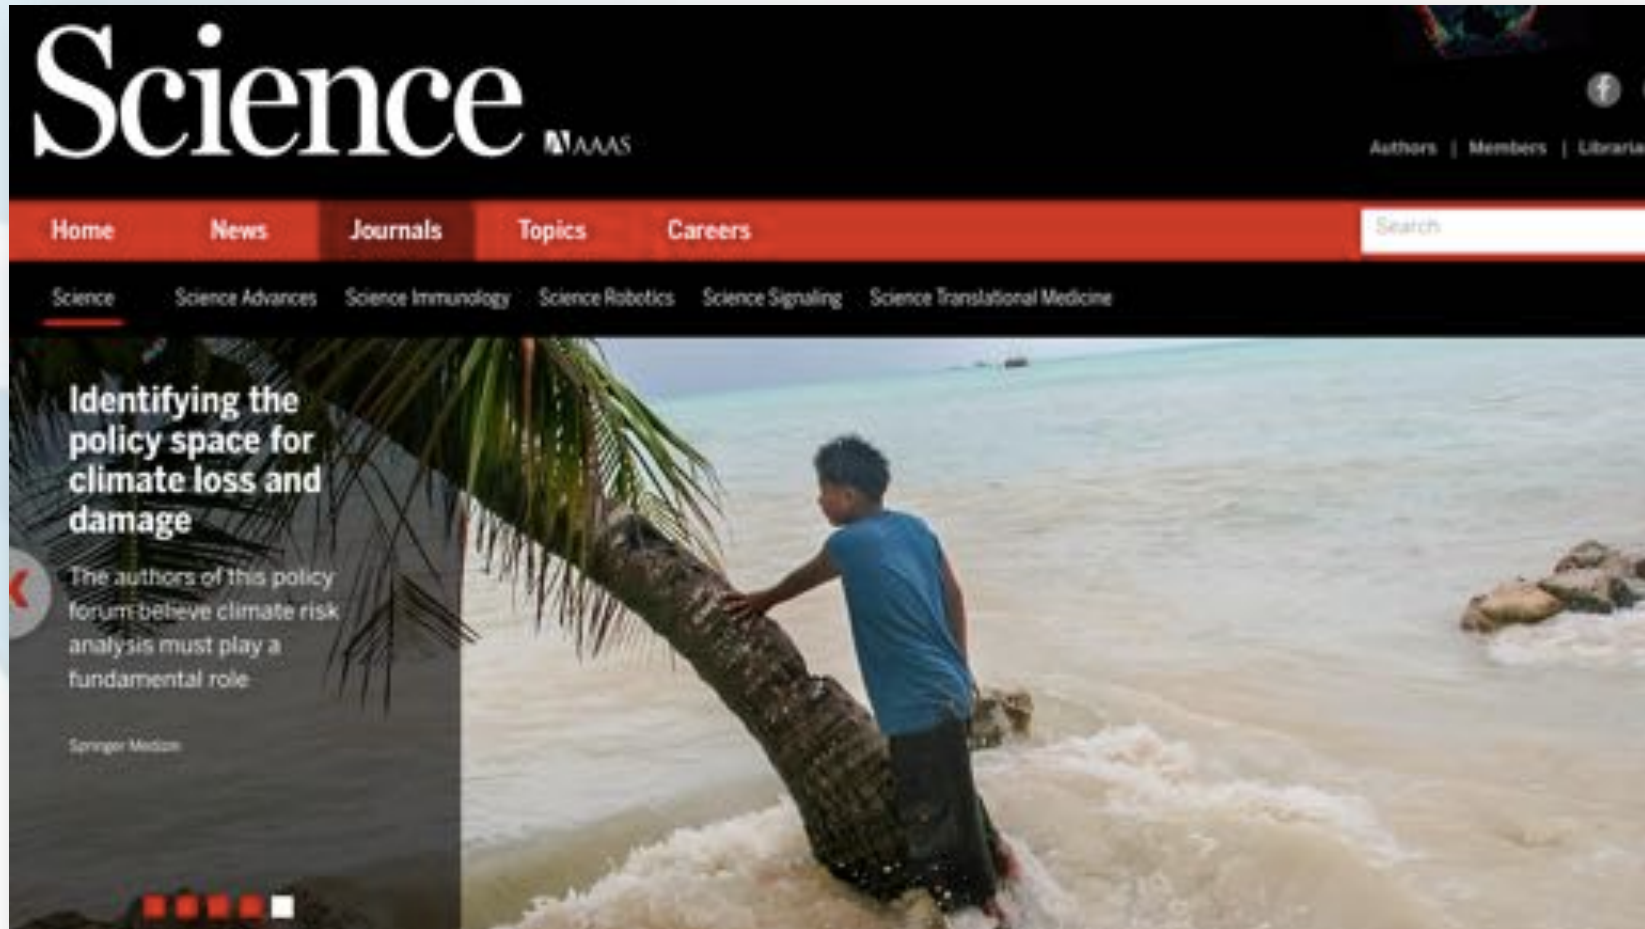 Science AAAS
Authors | Members |
Home News Journals Topics Careers
Search
Science Science Advances Science Immunology Science Robotics Science Signaling Science Translational Medicine
Identifying the
policy space for
climate loss and
damage
The authors of this policy
forum believe climate risk
analysis must play a
fundamental role